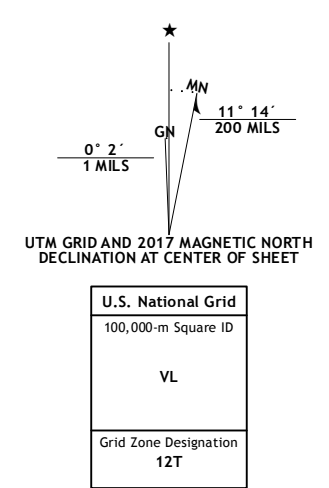 MN
11° 14´
200 MILS
GN
0° 2´
1 MILS
UTM GRID AND 2017 MAGNETIC NORTH
DECLINATION AT CENTER OF SHEET
U.S. National Grid
100,000-m Square ID
VL
Grid Zone Designation
12T